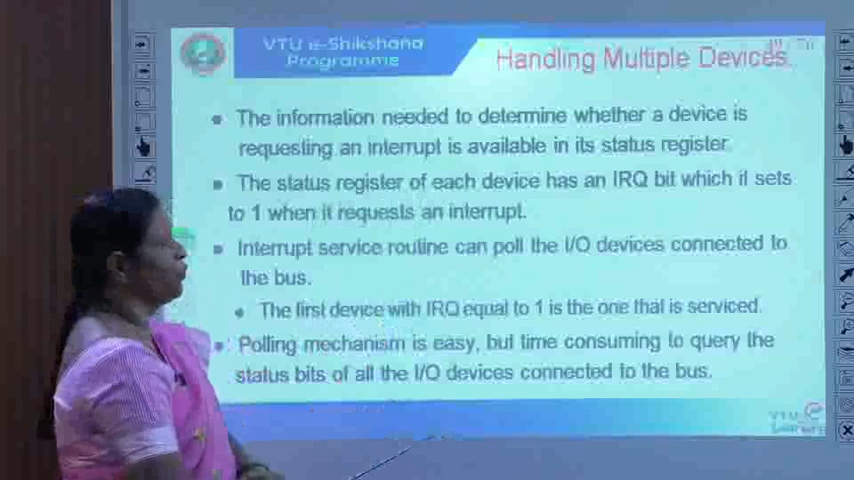 VTU e-Shikshana
Programme
Handling Multiple Devices
The information needed to determine whether a device is
requesting an interrupt is available in its status register
The status register of each device has an IRQ bit which it sets
to 1 when it requests an interrupt.
Interrupt service routine can poll the I/O devices connected to
the bus.
The first device with IRQ equal to 1 is the one that is serviced.
Polling mechanism is easy, but time consuming to query the
status bits of all the I/O devices connected to the bus.
VTU